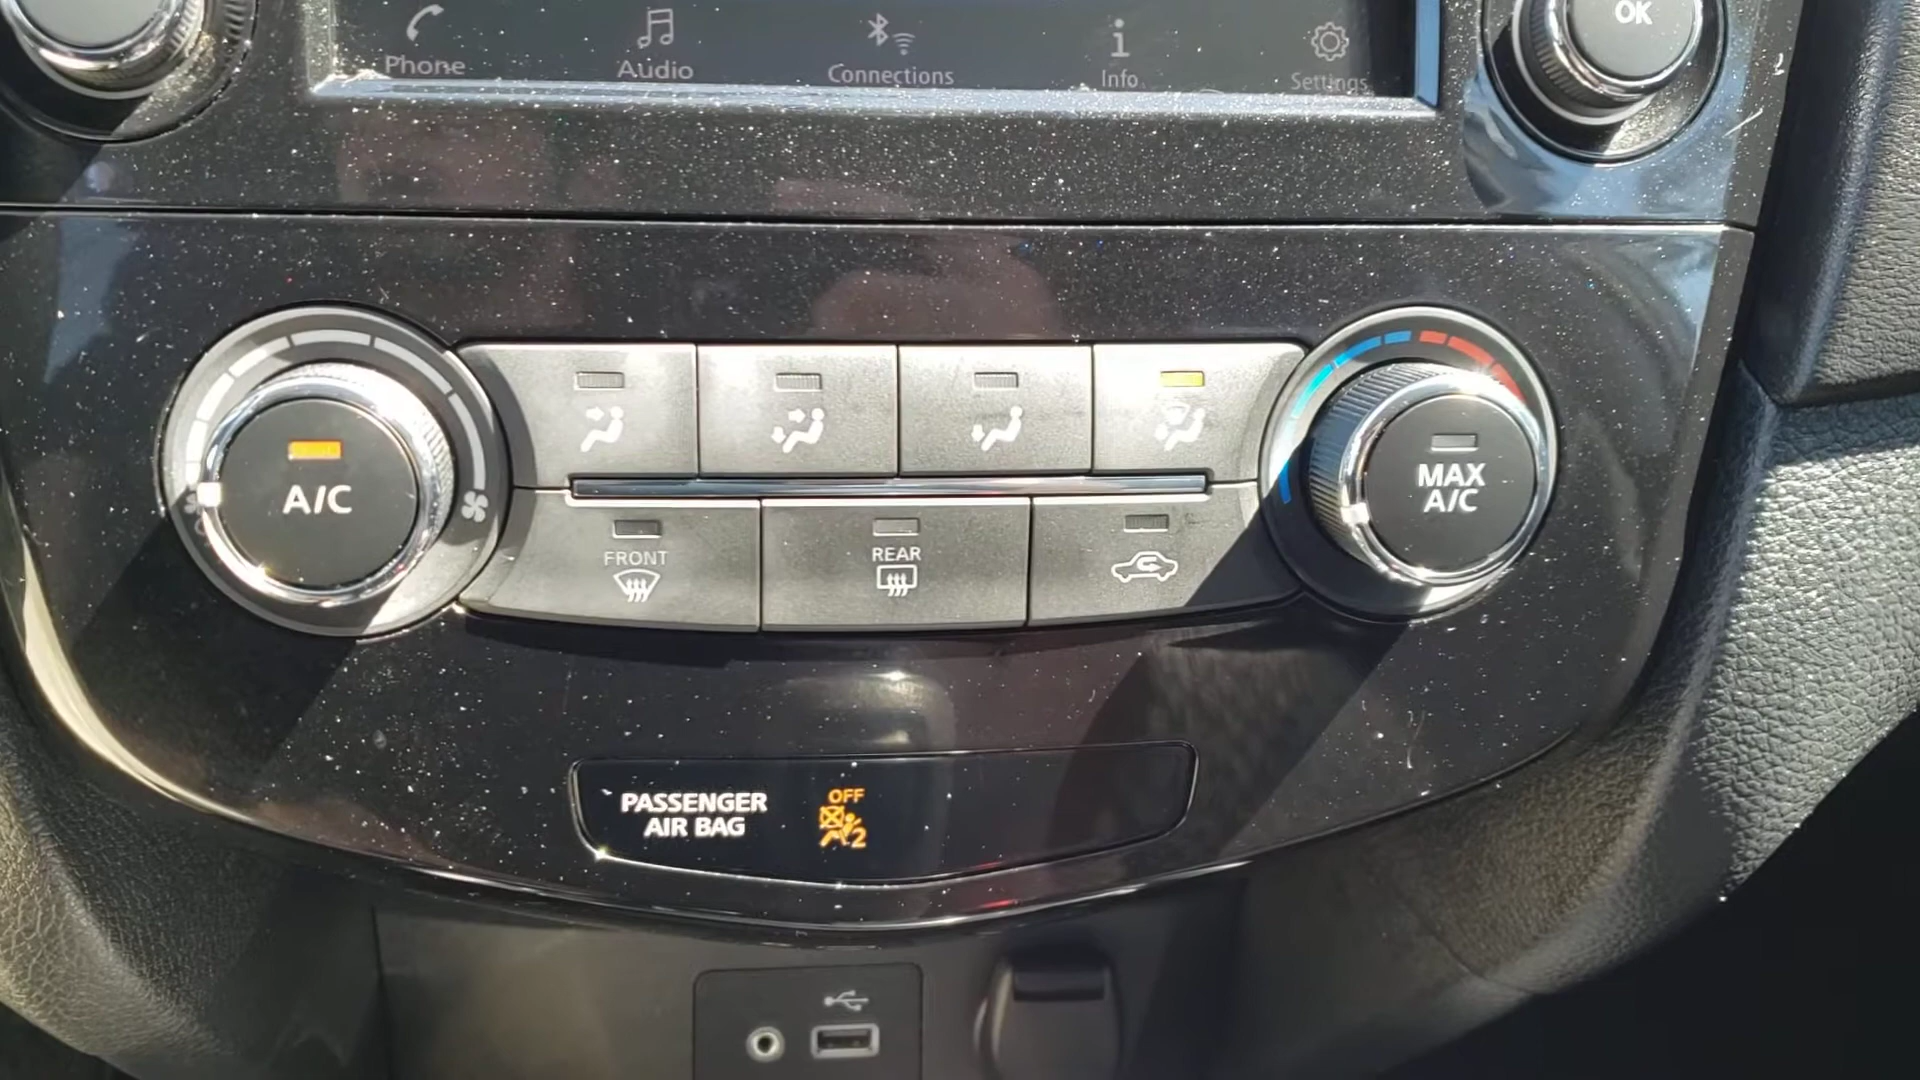 OK
Phone
Audio
Connections
Info
Settings
A/C
MAX
A/C
FRONT
REAR
PASSENGER
AIR BAG
OFF
2